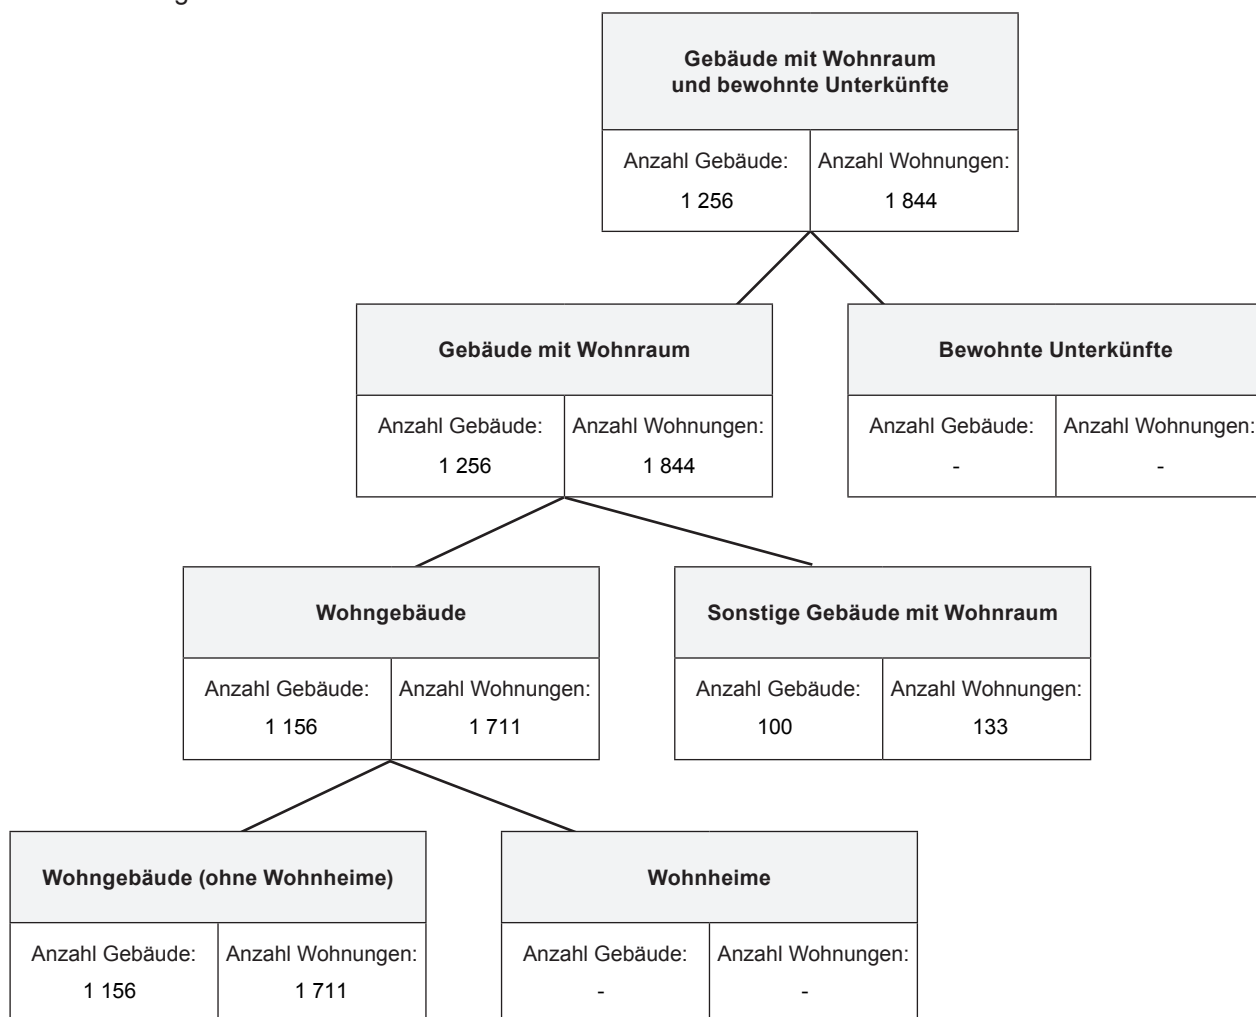 Gebäude mit Wohnraum
und bewohnte Unterkünfte
Anzahl Gebäude: Anzahl Wohnungen:
1 256 1 844
Gebäude mit Wohnraum
Anzahl Gebäude: Anzahl Wohnungen:
1 256 1 844
Bewohnte Unterkünfte
Anzahl Gebäude: Anzahl Wohnungen:
- -
Wohngebäude
Anzahl Gebäude: Anzahl Wohnungen:
1 156 1 711
Sonstige Gebäude mit Wohnraum
Anzahl Gebäude: Anzahl Wohnungen:
100 133
Wohngebäude (ohne Wohnheime)
Anzahl Gebäude: Anzahl Wohnungen:
1 156 1 711
Wohnheime
Anzahl Gebäude: Anzahl Wohnungen:
- -